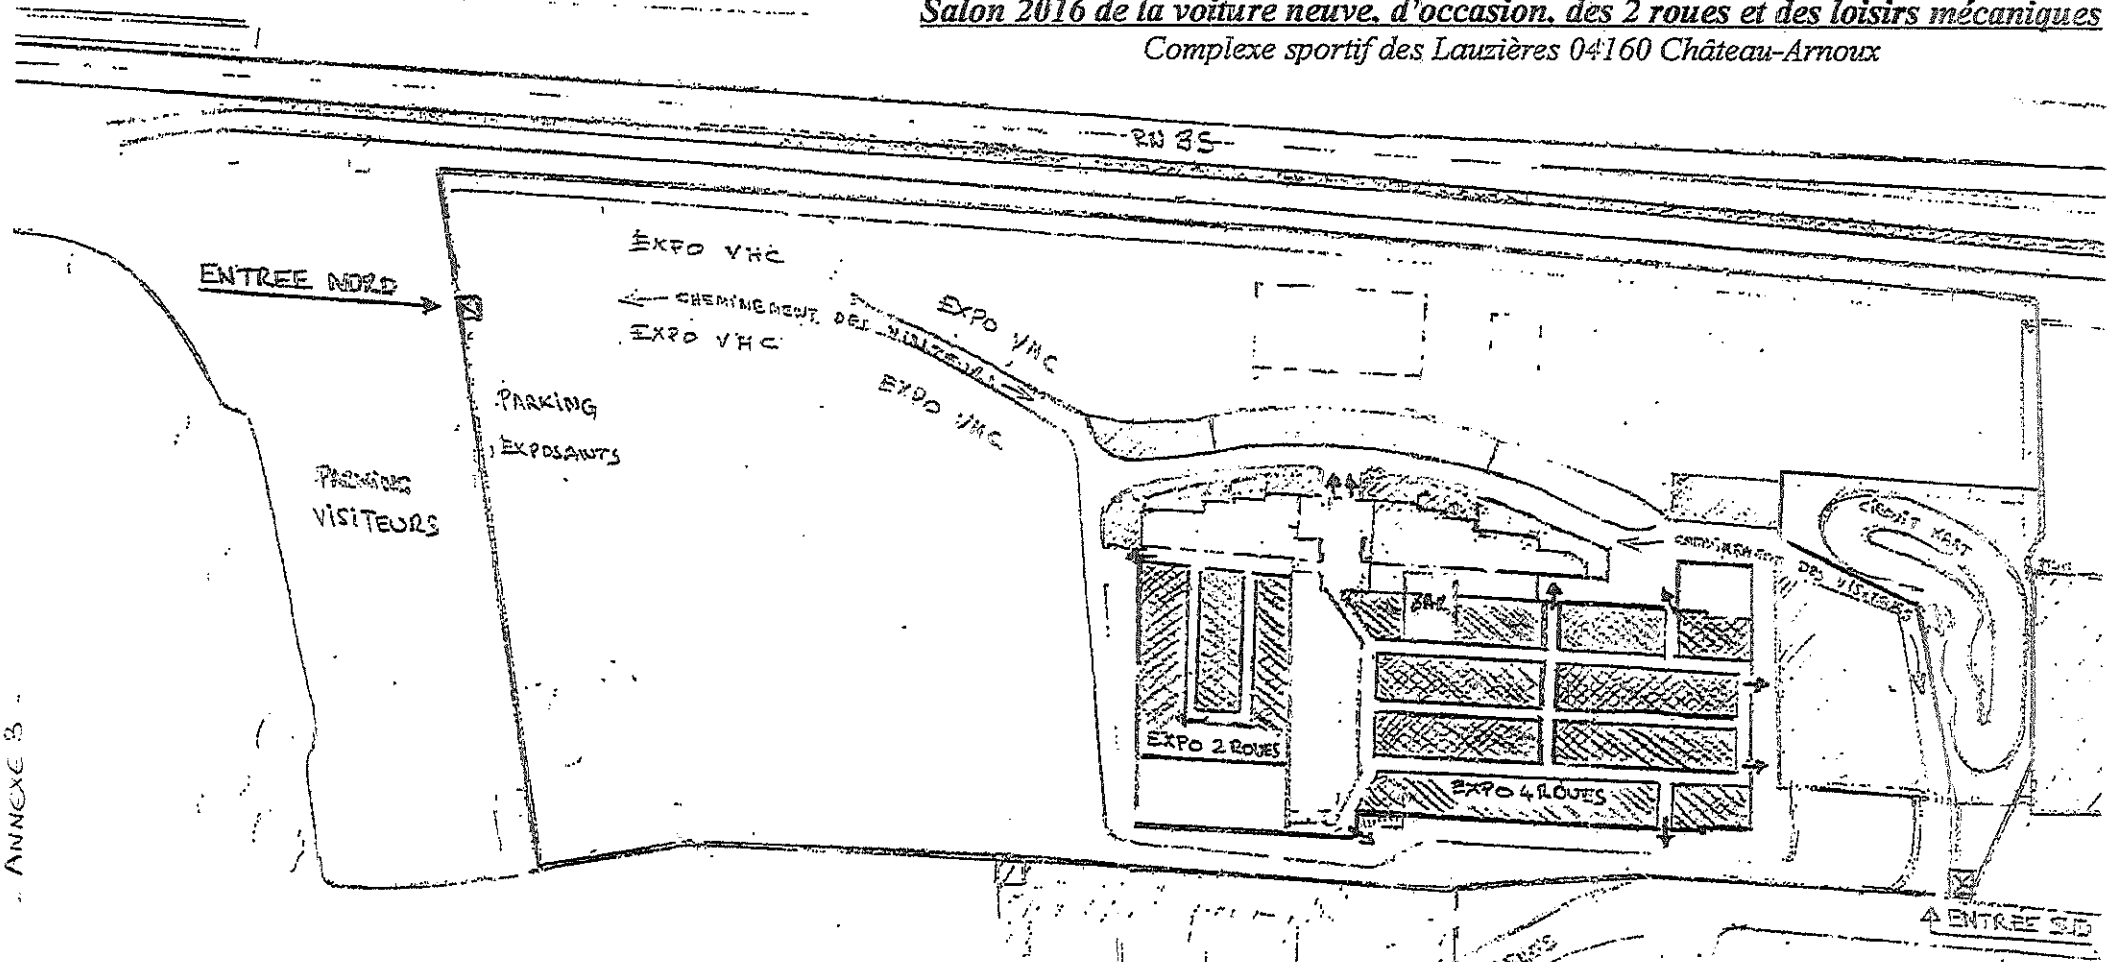 Salon 2016 de la voiture neuve, d'occasion, des 2 roues et des loisirs mécaniques
Complexe sportif des Lauzières 04160 Château-Arnoux
RN 85
EXPO VHC
ENTREE NORD
CHEMINEMENT DES VISITEURS
EXPO VHC
EXPO VHC
EXPO VHC
PARKING
EXPOSANTS
PARKING
VISITEURS
CIRCUIT KART
CHEMINEMENT
DES VISITEURS
BAR
EXPO 2 ROUES
EXPO 4 ROUES
- ANNEXE B -
ENTREE SUD